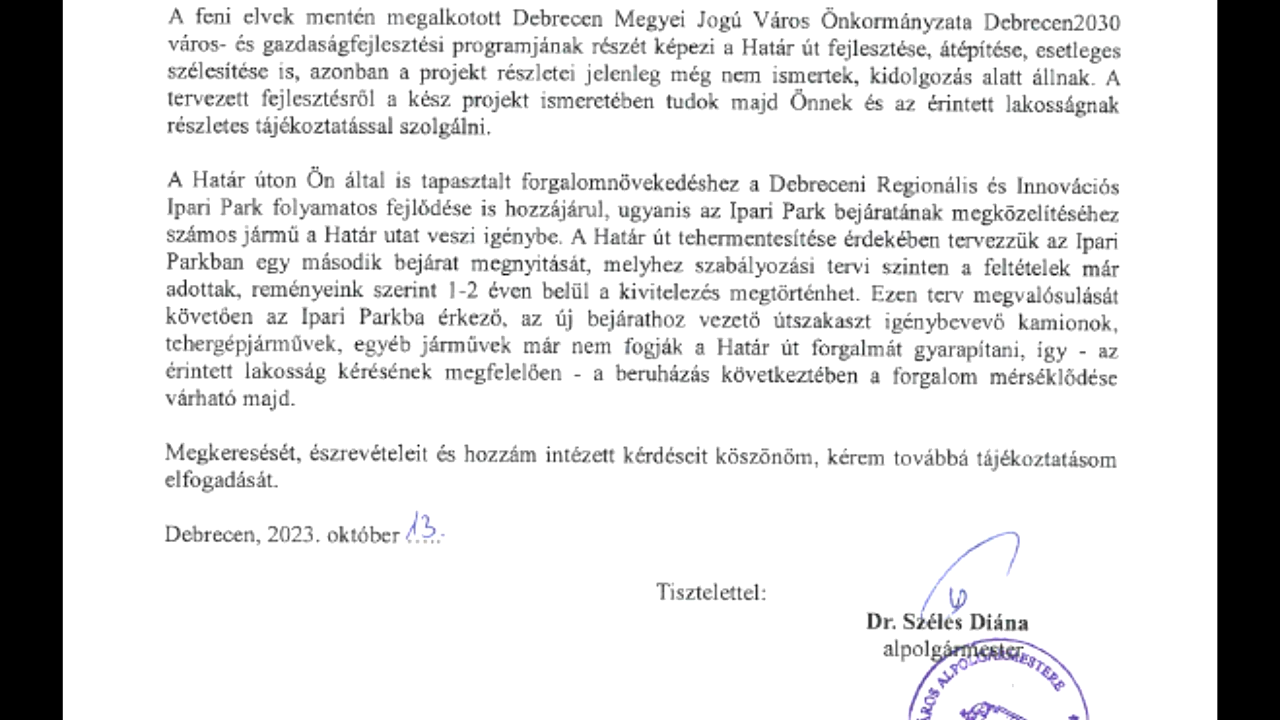 A feni elvek mentén megalkotott Debrecen Megyei Jogú Város Önkormányzata Debrecen2030
város- és gazdaságfejlesztési programjának részét képezi a Határ út fejlesztése, átépítése, esetleges
szélesítése is, azonban a projekt részletei jelenleg még nem ismertek, kidolgozás alatt állnak. A
tervezett fejlesztésről a kész projekt ismeretében tudok majd Önnek és az érintett lakosságnak
részletes tájékoztatással szolgálni.
A Határ úton Ön által is tapasztalt forgalomnövekedéshez a Debreceni Regionális és Innovációs
Ipari Park folyamatos fejlődése is hozzájárul, ugyanis az Ipari Park bejáratának megközelítéséhez
számos jármű a Határ utat veszi igénybe. A Határ út tehermentesítése érdekében tervezzük az Ipari
Parkban egy második bejárat megnyitását, melyhez szabályozási tervi szinten a feltételek már
adottak, reményeink szerint 1-2 éven belül a kivitelezés megtörténhet. Ezen terv megvalósulását
követően az Ipari Parkba érkező, az új bejárathoz vezető útszakaszt igénybevevő kamionok,
tehergépjárművek, egyéb járművek már nem fogják a Határ út forgalmát gyarapítani, így - az
érintett lakosság kérésének megfelelően - a beruházás következtében a forgalom mérséklődése
várható majd.
Megkeresését, észrevételeit és hozzám intézett kérdéseit köszönöm, kérem továbbá tájékoztatásom
elfogadását.
Debrecen, 2023. október 13.
Tisztelettel:
Dr. Széles Diána
alpolgármester
ÁROS ALPOLGÁRMESTERE